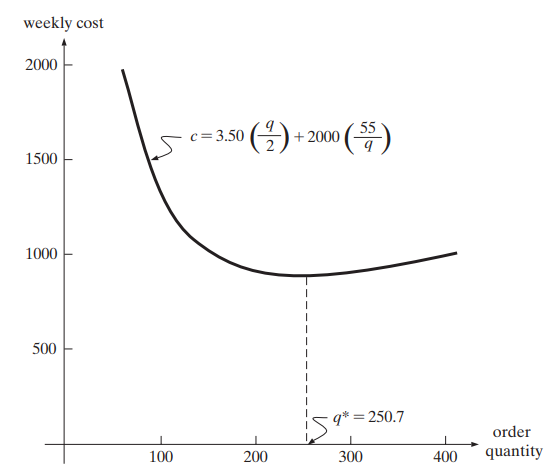 weekly cost
2000
c = 3.50 (q/2) + 2000 (55/q)
1500
1000
500
q* = 250.7
order
quantity
100 200 300 400